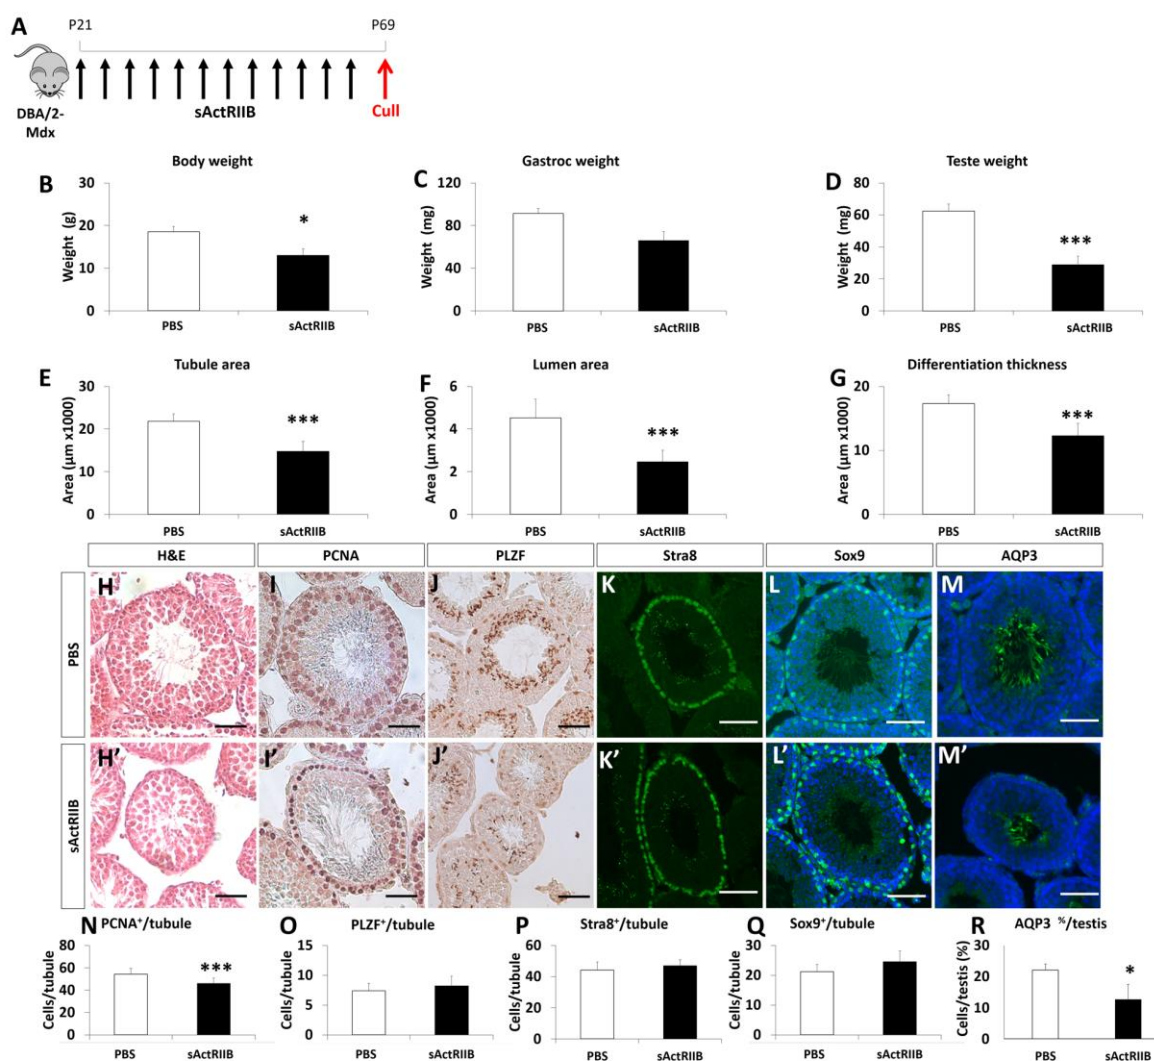 A
P21 P69
DBA/2-
Mdx
sActRIIB
Cull
B
Body weight
Weight (g)
30
20
10
0
PBS sActRIIB
*
C
Gastroc weight
Weight (mg)
120
80
40
0
PBS sActRIIB
D
Teste weight
Weight (mg)
60
40
20
0
80
PBS sActRIIB
***
E
Tubule area
Area (µm x1000)
30
20
10
0
PBS sActRIIB
***
F
Lumen area
Area (µm x1000)
6
4
2
0
PBS sActRIIB
***
G
Differentiation thickness
Area (µm x1000)
20
10
0
PBS sActRIIB
***
H&E PCNA PLZF Stra8 Sox9 AQP3
PBS
H I J K L M
sActRIIB
H' I' J' K' L' M'
N
PCNA⁺/tubule
Cells/tubule
80
60
40
20
0
PBS sActRIIB
***
O
PLZF⁺/tubule
Cells/tubule
15
10
5
0
PBS sActRIIB
P
Stra8⁺/tubule
Cells/tubule
60
40
20
0
PBS sActRIIB
Q
Sox9⁺/tubule
Cells/tubule
40
30
20
10
0
PBS sActRIIB
R
AQP3 %/testis
Cells/testis (%)
30
20
10
0
PBS sActRIIB
*